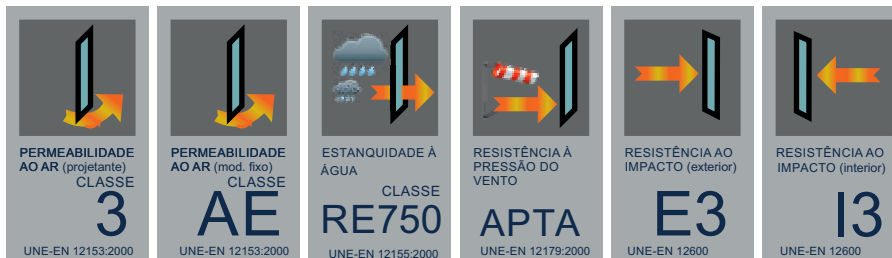 PERMEABILIDADE
AO AR (projetante)
CLASSE
3
UNE-EN 12153:2000
PERMEABILIDADE
AO AR (mod. fixo)
CLASSE
AE
UNE-EN 12153:2000
ESTANQUIDADE À
ÁGUA
CLASSE
RE750
UNE-EN 12155:2000
RESISTÊNCIA À
PRESSÃO DO
VENTO
APTA
UNE-EN 12179:2000
RESISTÊNCIA AO
IMPACTO (exterior)
E3
UNE-EN 12600
RESISTÊNCIA AO
IMPACTO (interior)
I3
UNE-EN 12600